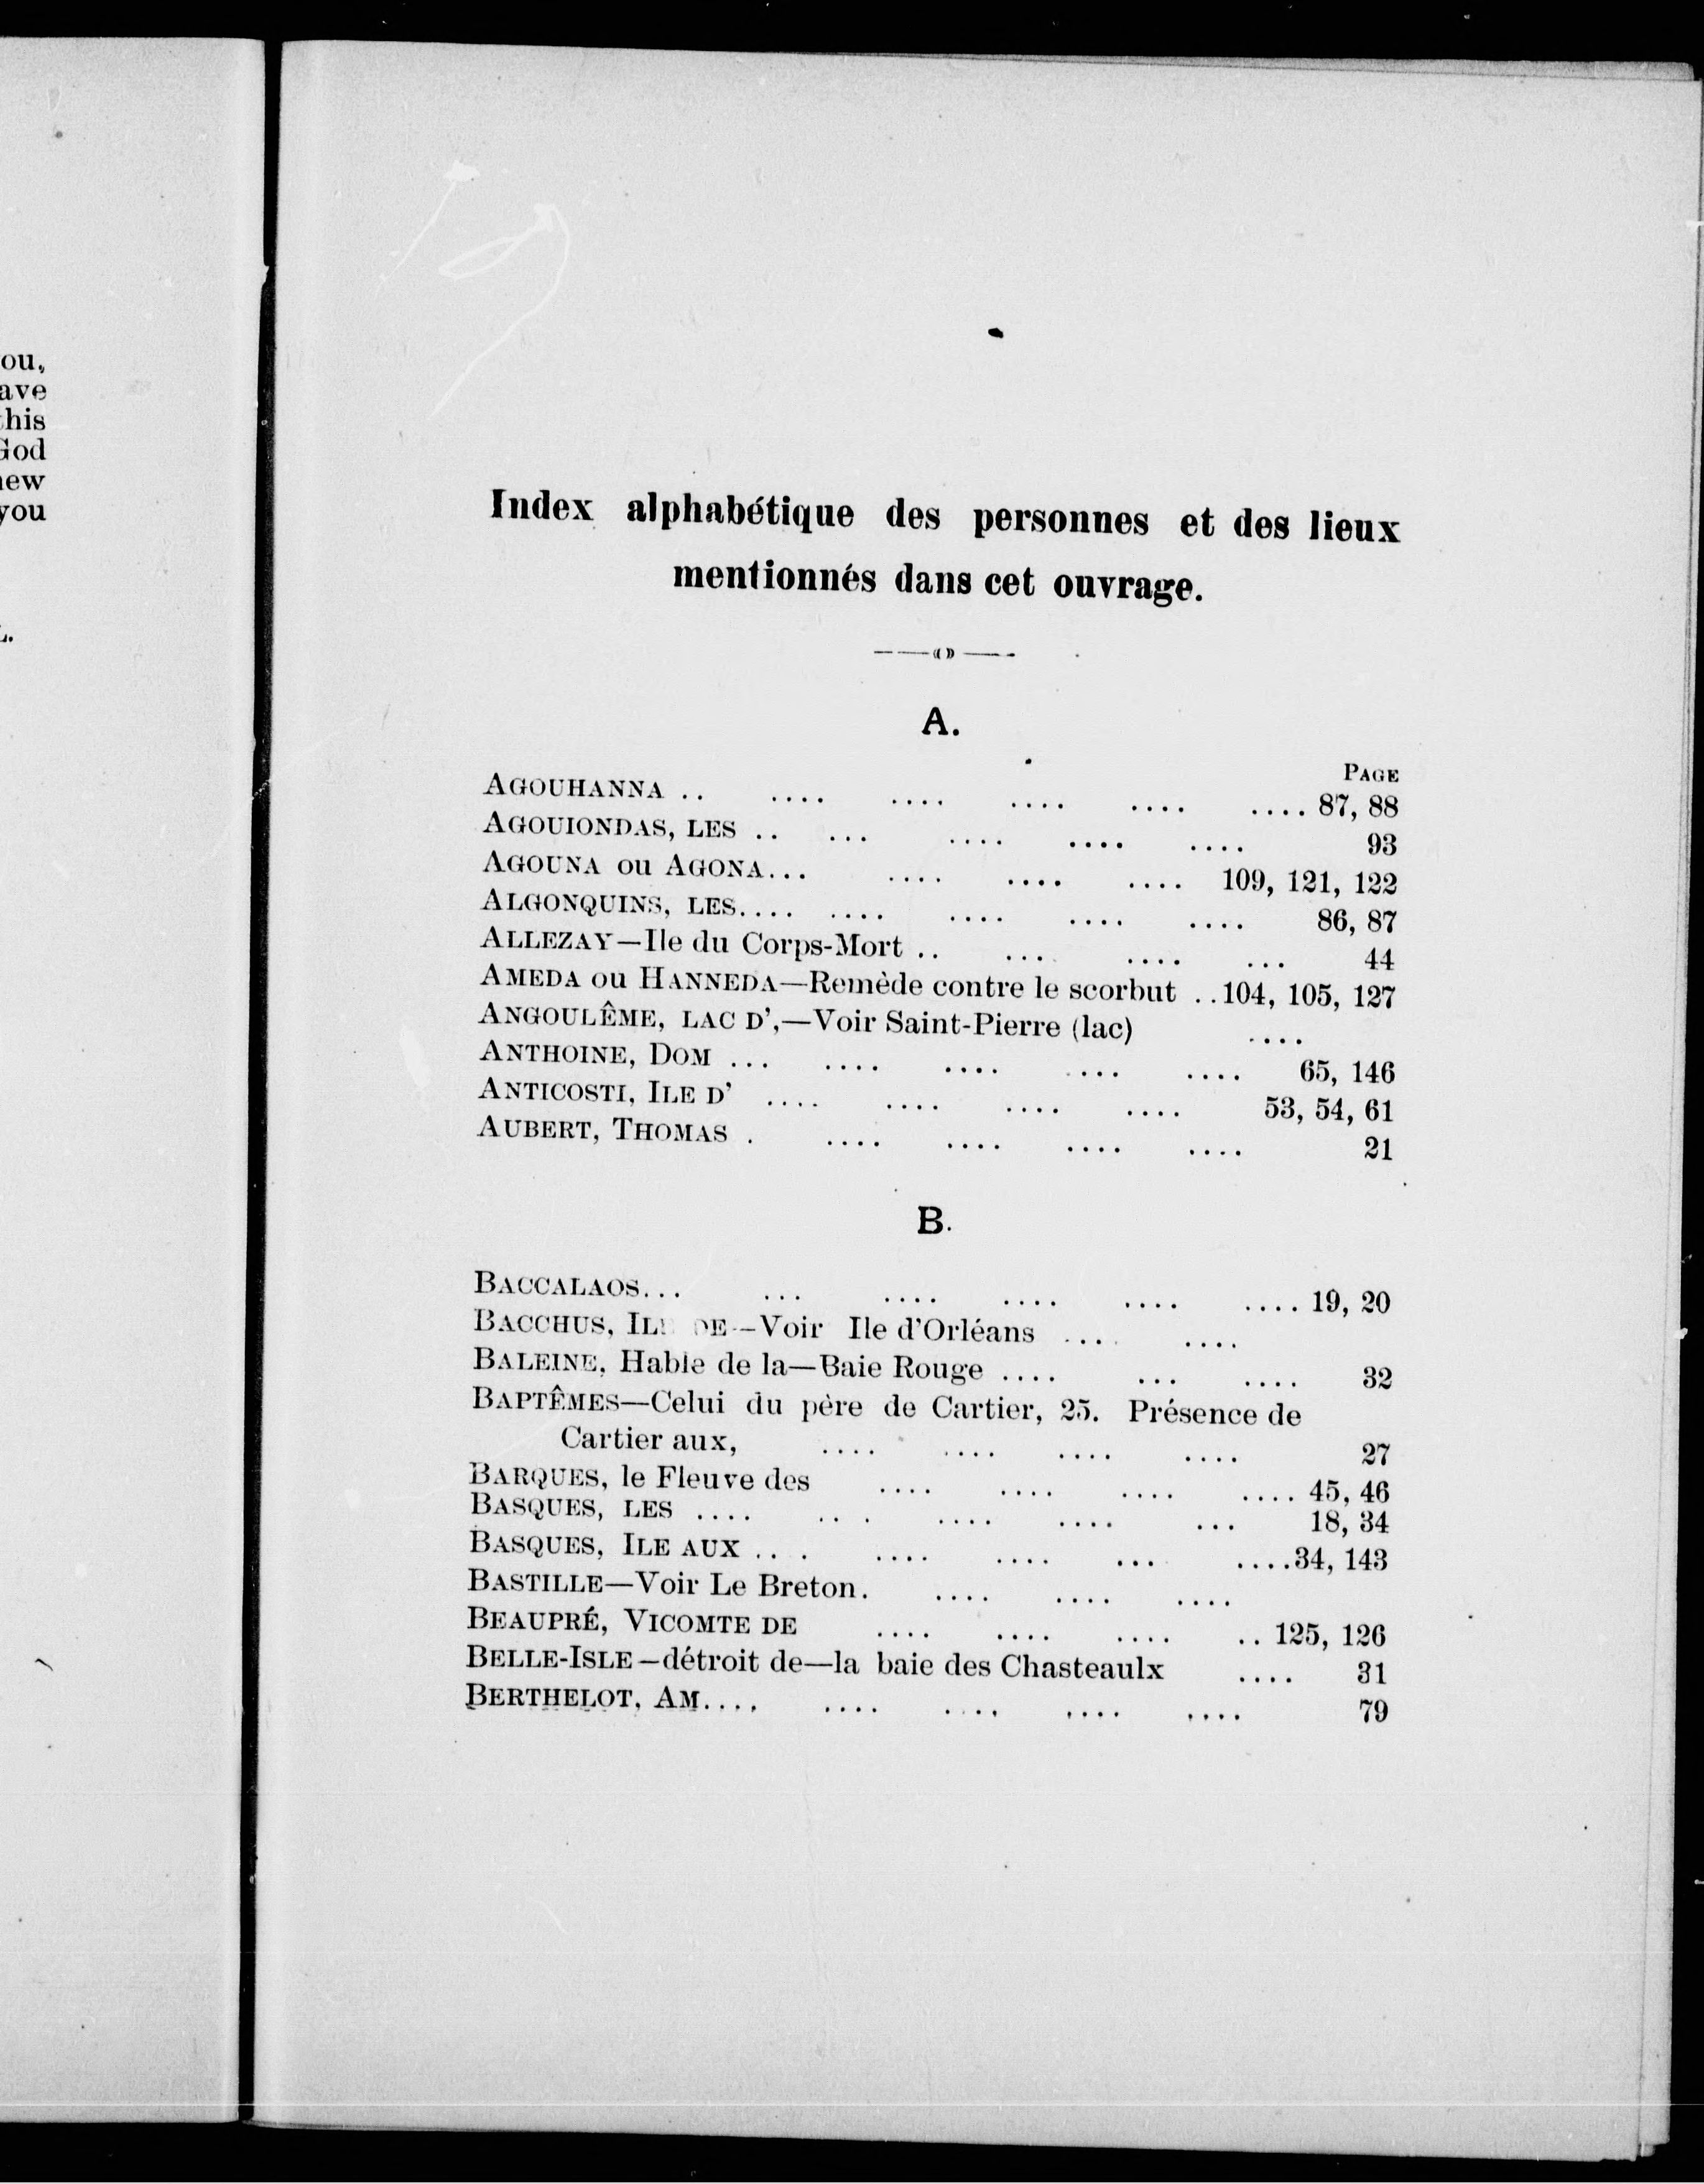 ou,
ave
this
God
new
you
L.
Index alphabétique des personnes et des lieux
mentionnés dans cet ouvrage.
A.
PAGE
AGOUHANNA .. .... .... .... .... .... 87, 88
AGOUIONDAS, LES .. ... .... .... .... 93
AGOUNA ou AGONA... .... .... .... 109, 121, 122
ALGONQUINS, LES.... .... .... .... .... 86, 87
ALLEZAY—Ile du Corps-Mort .. ... .... ... 44
AMEDA ou HANNEDA—Remède contre le scorbut ..104, 105, 127
ANGOULÊME, LAC D',—Voir Saint-Pierre (lac) ....
ANTHOINE, DOM ... .... .... .... .... 65, 146
ANTICOSTI, ILE D' .... .... .... .... 53, 54, 61
AUBERT, THOMAS . .... .... .... .... 21
B.
BACCALAOS... ... .... .... .... .... 19, 20
BACCHUS, ILE DE—Voir Ile d'Orléans .... ....
BALEINE, Hable de la—Baie Rouge .... ... .... 32
BAPTÊMES—Celui du père de Cartier, 25. Présence de
Cartier aux, .... .... .... .... 27
BARQUES, le Fleuve des .... .... .... .... 45, 46
BASQUES, LES .... ... .... .... ... 18, 34
BASQUES, ILE AUX .... .... .... ... ....34, 143
BASTILLE—Voir Le Breton. .... .... ....
BEAUPRÉ, VICOMTE DE .... .... .... .. 125, 126
BELLE-ISLE—détroit de—la baie des Chasteaulx .... 31
BERTHELOT, AM.... .... .... .... .... 79